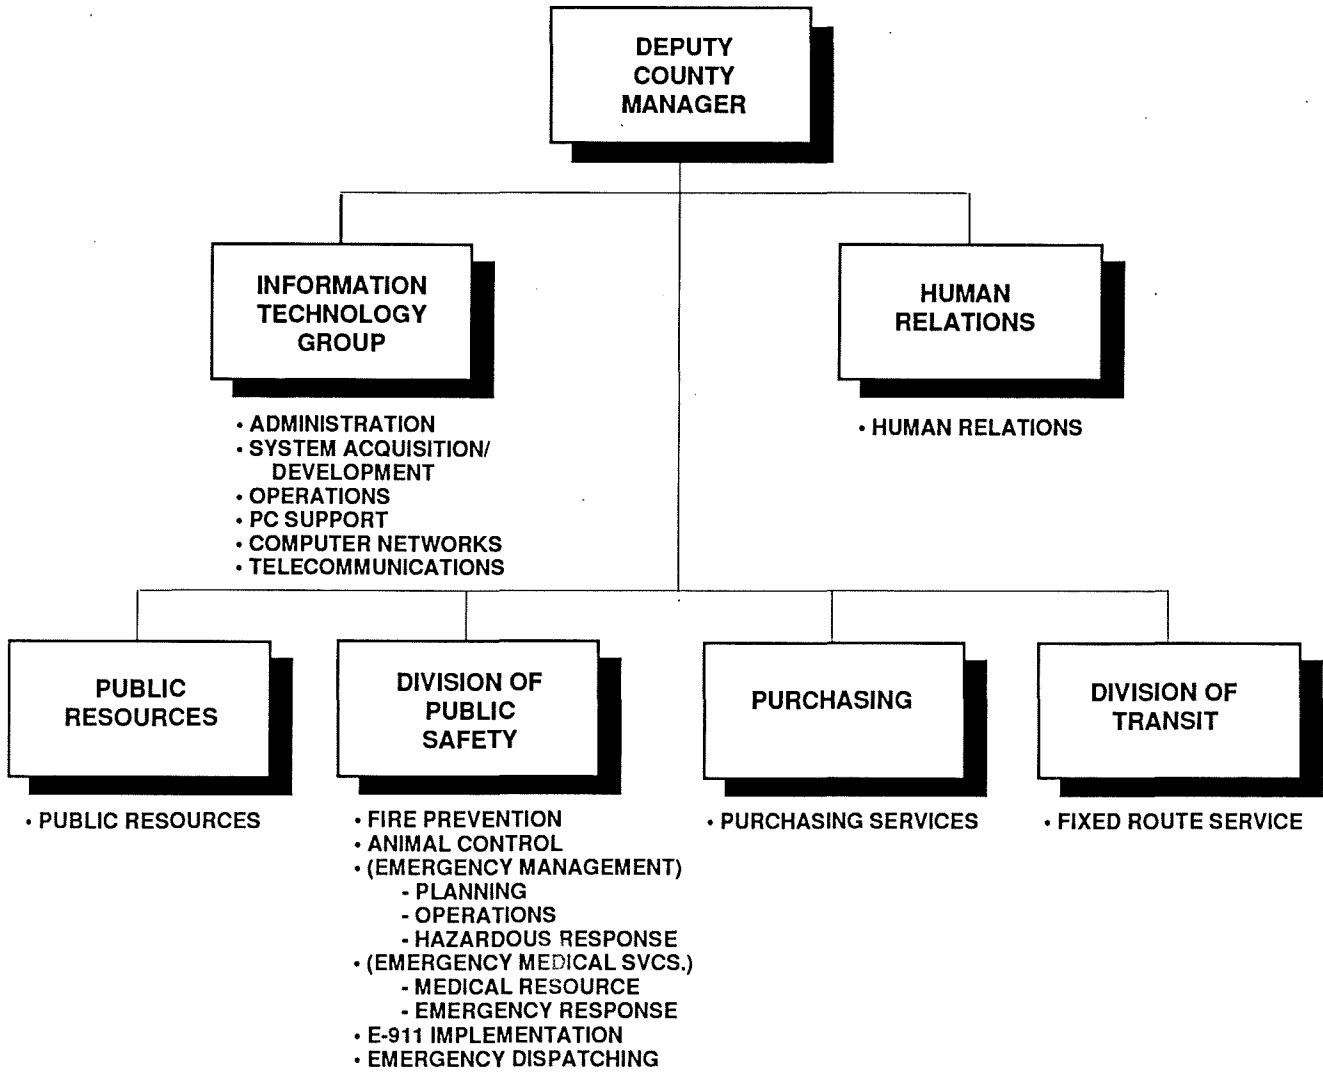 DEPUTY
COUNTY
MANAGER
INFORMATION
TECHNOLOGY
GROUP
HUMAN
RELATIONS
• ADMINISTRATION
• SYSTEM ACQUISITION/
DEVELOPMENT
• OPERATIONS
• PC SUPPORT
• COMPUTER NETWORKS
• TELECOMMUNICATIONS
• HUMAN RELATIONS
PUBLIC
RESOURCES
DIVISION OF
PUBLIC
SAFETY
PURCHASING
DIVISION OF
TRANSIT
• PUBLIC RESOURCES
• FIRE PREVENTION
• ANIMAL CONTROL
• (EMERGENCY MANAGEMENT)
- PLANNING
- OPERATIONS
- HAZARDOUS RESPONSE
• (EMERGENCY MEDICAL SVCS.)
- MEDICAL RESOURCE
- EMERGENCY RESPONSE
• E-911 IMPLEMENTATION
• EMERGENCY DISPATCHING
• PURCHASING SERVICES
• FIXED ROUTE SERVICE